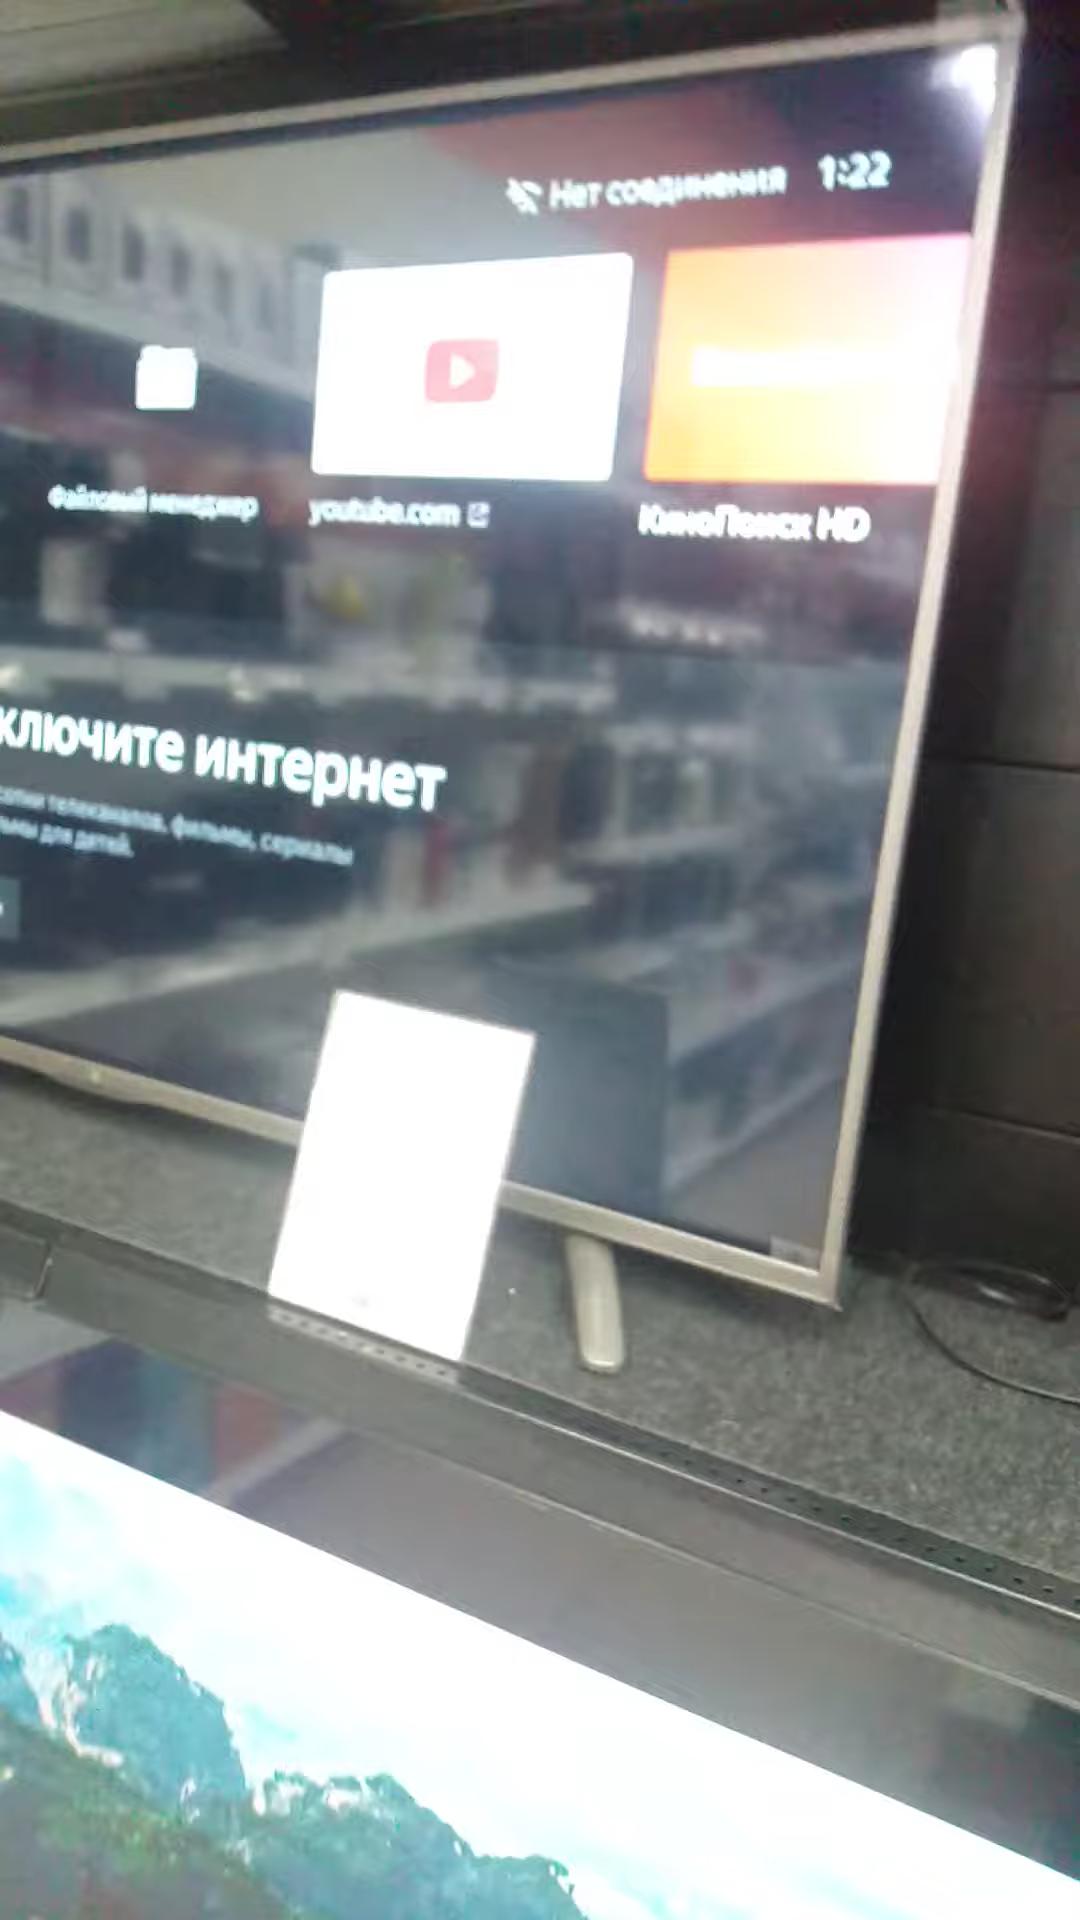 Нет соединения 1:22
Файловый менеджер
youtube.com
КиноПоиск HD
ключите интернет
телеканалов, фильмы, сериалы
для детей.